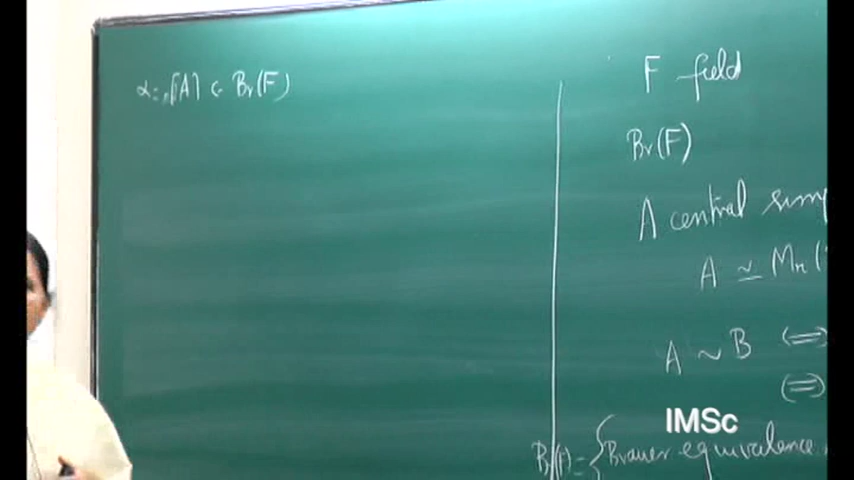 α = [A] ∈ Br(F)
F field
Br(F)
A central simp
A ≃ Mn(
A ~ B ⟺
⟺
IMSc
Br(F) = { Brauer equivalence